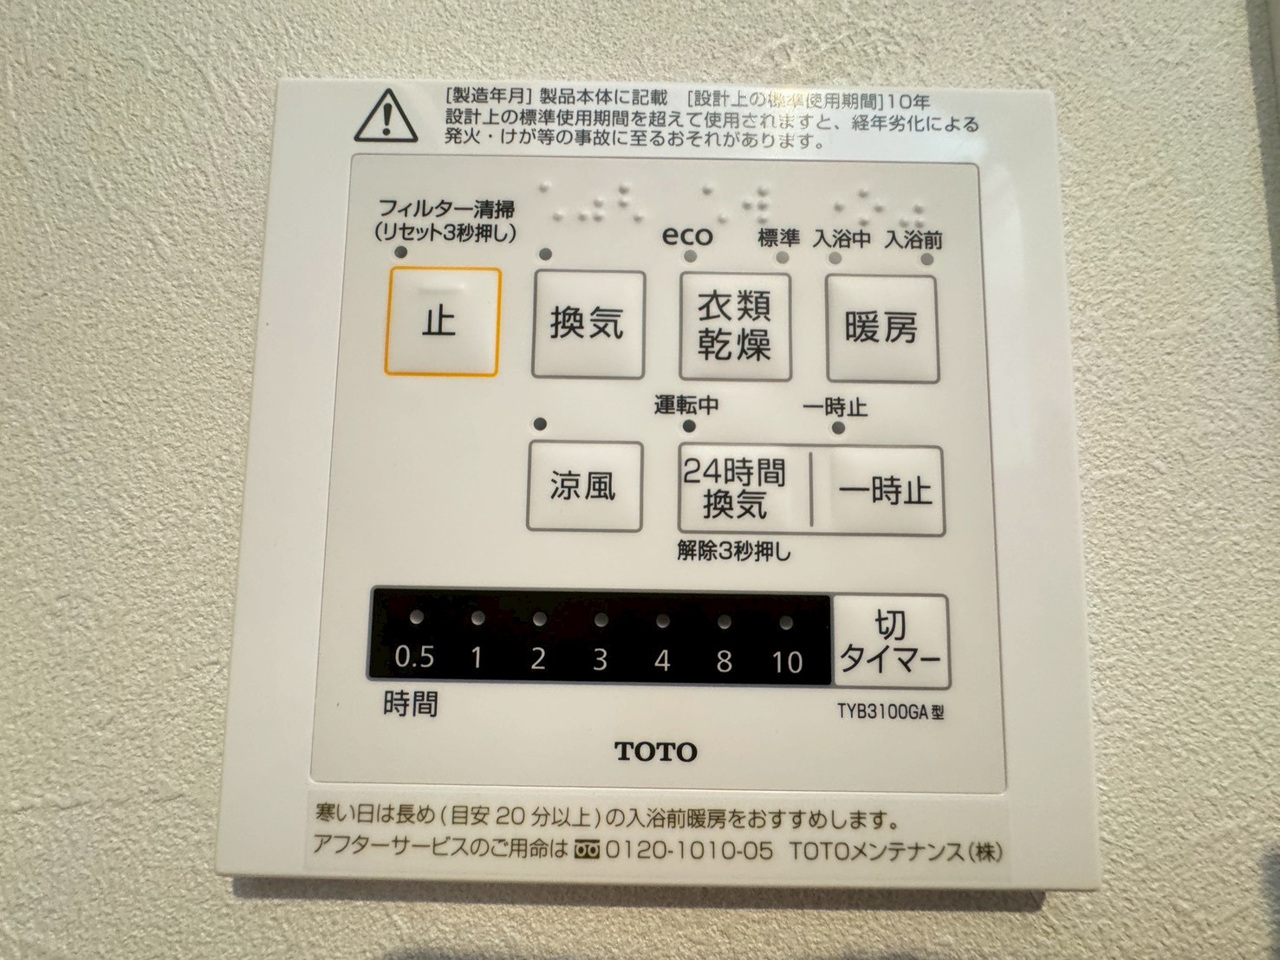 [製造年月] 製品本体に記載 [設計上の標準使用期間]10年
設計上の標準使用期間を超えて使用されますと、経年劣化による
発火・けが等の事故に至るおそれがあります。
フィルター清掃
(リセット3秒押し)
eco 標準 入浴中 入浴前
止 換気 衣類 暖房
乾燥
運転中 一時止
涼風 24時間 一時止
換気
解除3秒押し
0.5 1 2 3 4 8 10 切
タイマー
時間
TYB3100GA型
TOTO
寒い日は長め(目安20分以上)の入浴前暖房をおすすめします。
アフターサービスのご用命は 0120-1010-05 TOTOメンテナンス(株)